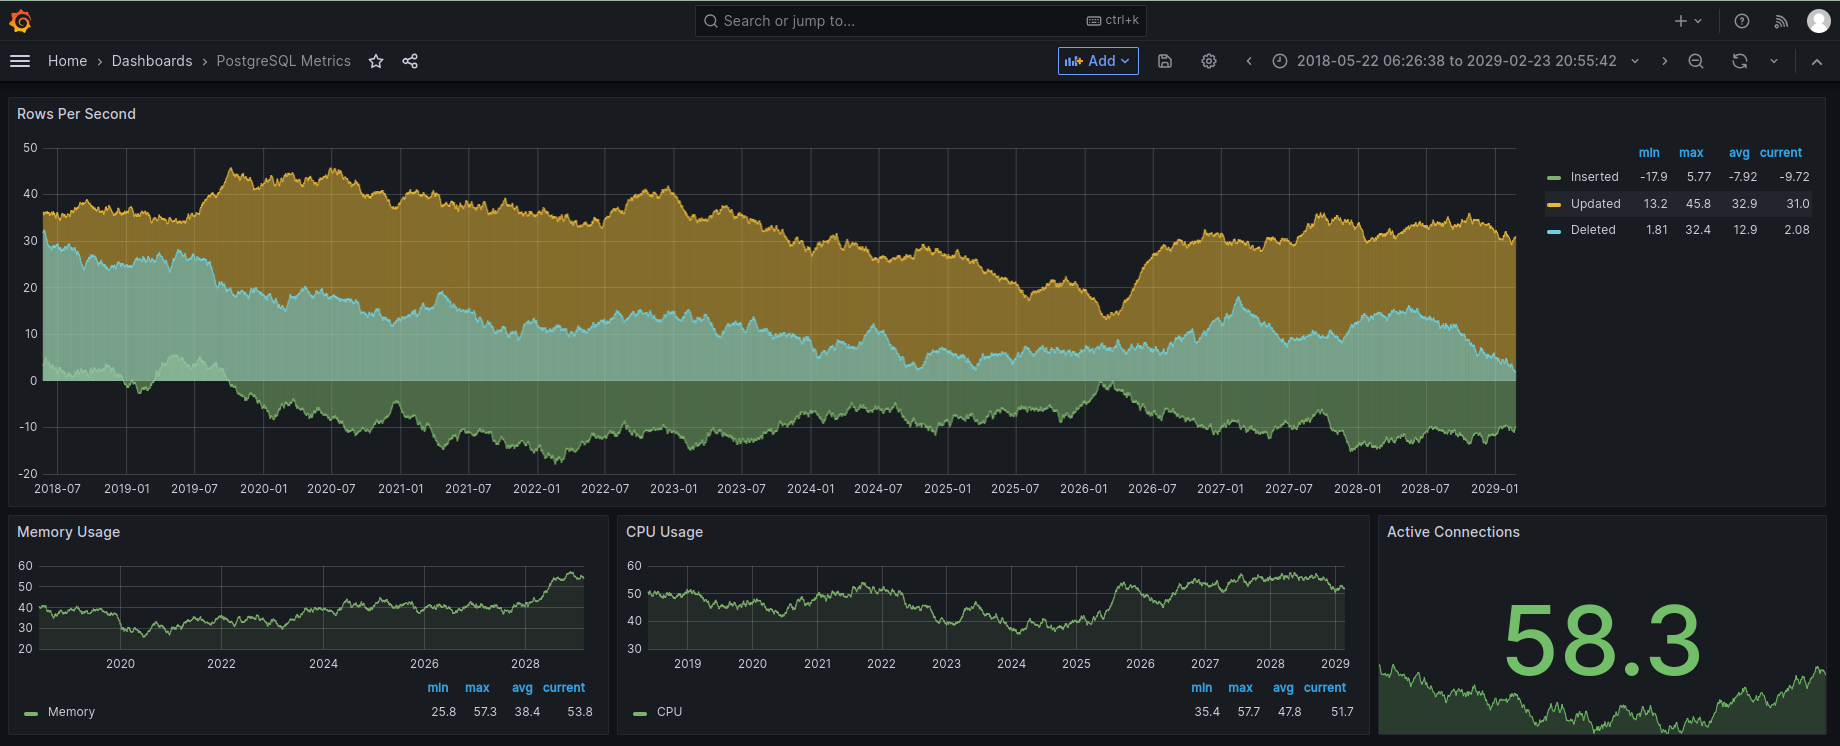 Search or jump to...
ctrl+k
Home › Dashboards › PostgreSQL Metrics
Add
2018-05-22 06:26:38 to 2029-02-23 20:55:42
Rows Per Second
50
40
30
20
10
0
-10
-20
2018-07 2019-01 2019-07 2020-01 2020-07 2021-01 2021-07 2022-01 2022-07 2023-01 2023-07 2024-01 2024-07 2025-01 2025-07 2026-01 2026-07 2027-01 2027-07 2028-01 2028-07 2029-01
min max avg current
Inserted -17.9 5.77 -7.92 -9.72
Updated 13.2 45.8 32.9 31.0
Deleted 1.81 32.4 12.9 2.08
Memory Usage
60
50
40
30
20
2020 2022 2024 2026 2028
min max avg current
Memory 25.8 57.3 38.4 53.8
CPU Usage
60
50
40
30
2019 2020 2021 2022 2023 2024 2025 2026 2027 2028 2029
min max avg current
CPU 35.4 57.7 47.8 51.7
Active Connections
58.3